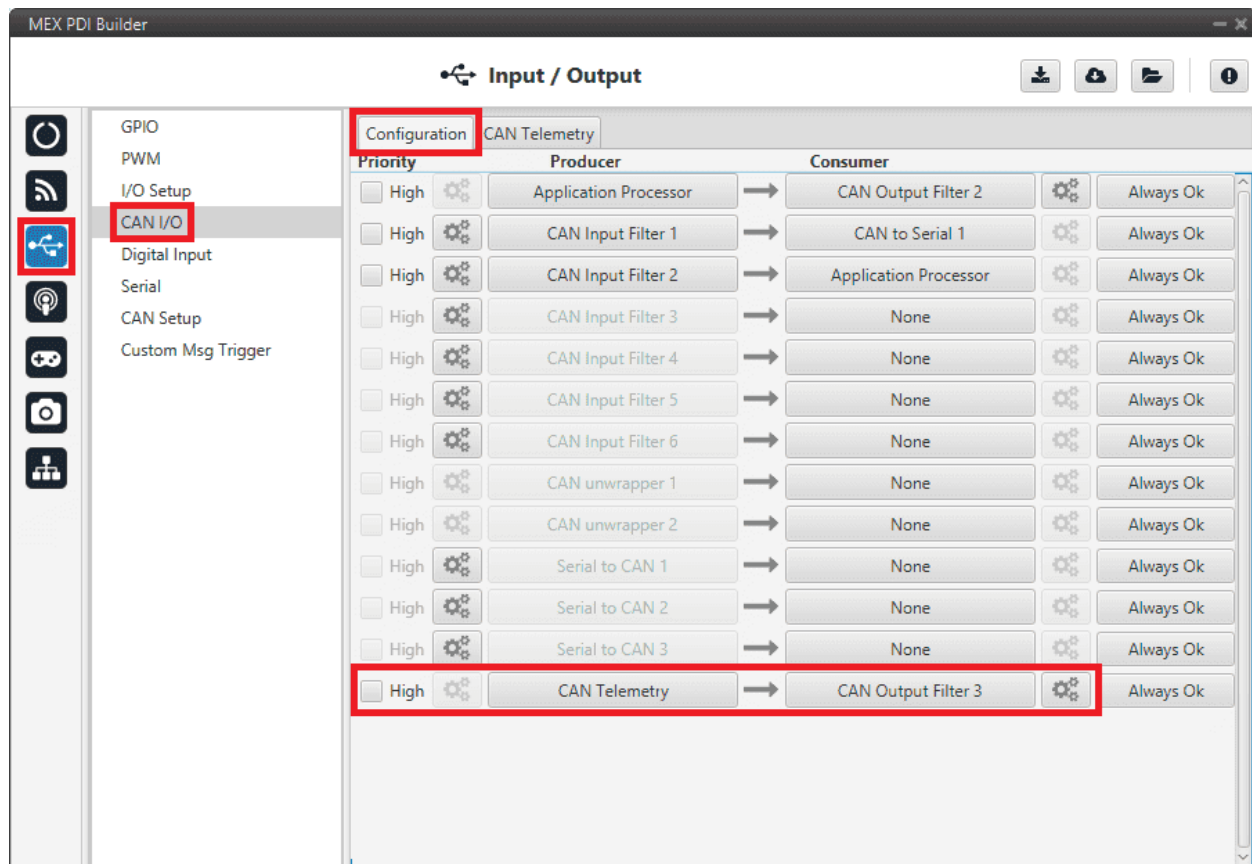 MEX PDI Builder
Input / Output
GPIO
PWM
I/O Setup
CAN I/O
Digital Input
Serial
CAN Setup
Custom Msg Trigger
Configuration CAN Telemetry
Priority Producer Consumer
High Application Processor CAN Output Filter 2 Always Ok
High CAN Input Filter 1 CAN to Serial 1 Always Ok
High CAN Input Filter 2 Application Processor Always Ok
High CAN Input Filter 3 None Always Ok
High CAN Input Filter 4 None Always Ok
High CAN Input Filter 5 None Always Ok
High CAN Input Filter 6 None Always Ok
High CAN unwrapper 1 None Always Ok
High CAN unwrapper 2 None Always Ok
High Serial to CAN 1 None Always Ok
High Serial to CAN 2 None Always Ok
High Serial to CAN 3 None Always Ok
High CAN Telemetry CAN Output Filter 3 Always Ok